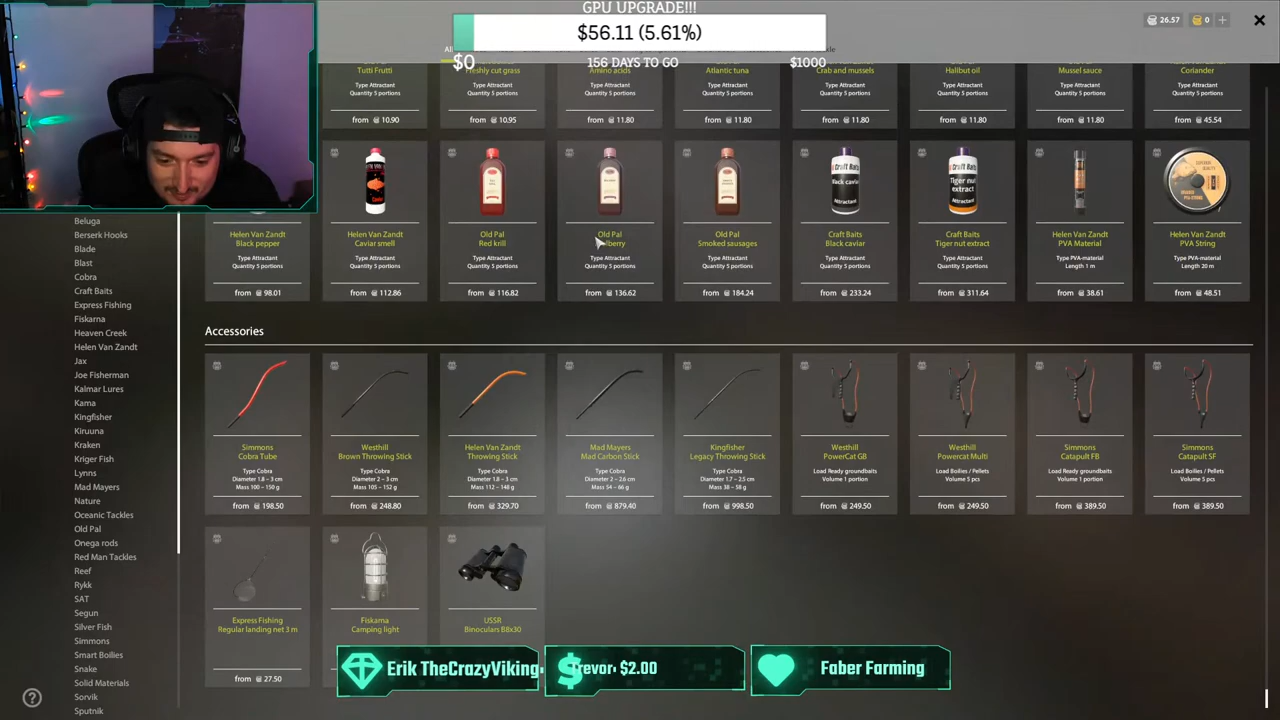 GPU UPGRADE!!!
$56.11 (5.61%)
$0
156 DAYS TO GO
$1000
26.57
0
Tutti Frutti
Type Attractant
Quantity 5 portions
from 10.90
Freshly cut grass
Type Attractant
Quantity 5 portions
from 10.95
Amino acids
Type Attractant
Quantity 5 portions
from 11.80
Atlantic tuna
Type Attractant
Quantity 5 portions
from 11.80
Crab and mussels
Type Attractant
Quantity 5 portions
from 11.80
Halibut oil
Type Attractant
Quantity 5 portions
from 11.80
Mussel sauce
Type Attractant
Quantity 5 portions
from 11.80
Coriander
Type Attractant
Quantity 5 portions
from 45.54
Helen Van Zandt
Black pepper
Type Attractant
Quantity 5 portions
from 98.01
Helen Van Zandt
Caviar smell
Type Attractant
Quantity 5 portions
from 112.86
Old Pal
Red krill
Type Attractant
Quantity 5 portions
from 116.82
Old Pal
Type Attractant
Quantity 5 portions
from 136.62
Old Pal
Smoked sausages
Type Attractant
Quantity 5 portions
from 184.24
Craft Baits
Black caviar
Attractant
Craft Baits
Black caviar
Type Attractant
Quantity 5 portions
from 233.24
Craft Baits
Tiger nut
extract
Attractant
Craft Baits
Tiger nut extract
Type Attractant
Quantity 5 portions
from 311.64
Helen Van Zandt
PVA Material
Type PVA-material
Length 1 m
from 38.61
Helen Van Zandt
PVA String
Type PVA-material
Length 20 m
from 48.51
Accessories
Simmons
Cobra Tube
Type Cobra
Diameter 1.8 – 3 cm
Mass 100 – 150 g
from 198.50
Westhill
Brown Throwing Stick
Type Cobra
Diameter 2 – 3 cm
Mass 105 – 152 g
from 248.80
Helen Van Zandt
Throwing Stick
Type Cobra
Diameter 1.8 – 3 cm
Mass 112 – 148 g
from 329.70
Mad Mayers
Mad Carbon Stick
Type Cobra
Diameter 2 – 2.6 cm
Mass 54 – 66 g
from 879.40
Kingfisher
Legacy Throwing Stick
Type Cobra
Diameter 1.7 – 2.5 cm
Mass 38 – 58 g
from 998.50
Westhill
PowerCat GB
Load Ready groundbaits
Volume 1 portion
from 249.50
Westhill
Powercat Multi
Load Boilies / Pellets
Volume 5 pcs
from 249.50
Simmons
Catapult FB
Load Ready groundbaits
Volume 1 portion
from 389.50
Simmons
Catapult SF
Load Boilies / Pellets
Volume 5 pcs
from 389.50
Express Fishing
Regular landing net 3 m
from 27.50
Fiskarna
Camping light
USSR
Binoculars B8x30
Beluga
Berserk Hooks
Blade
Blast
Cobra
Craft Baits
Express Fishing
Fiskarna
Heaven Creek
Helen Van Zandt
Jax
Joe Fisherman
Kalmar Lures
Kama
Kingfisher
Kiruuna
Kraken
Kriger Fish
Lynns
Mad Mayers
Nature
Oceanic Tackles
Old Pal
Onega rods
Red Man Tackles
Reef
Rykk
SAT
Segun
Silver Fish
Simmons
Smart Boilies
Snake
Solid Materials
Sorvik
Sputnik
Erik TheCrazyViking:
Trevor: $2.00
Faber Farming